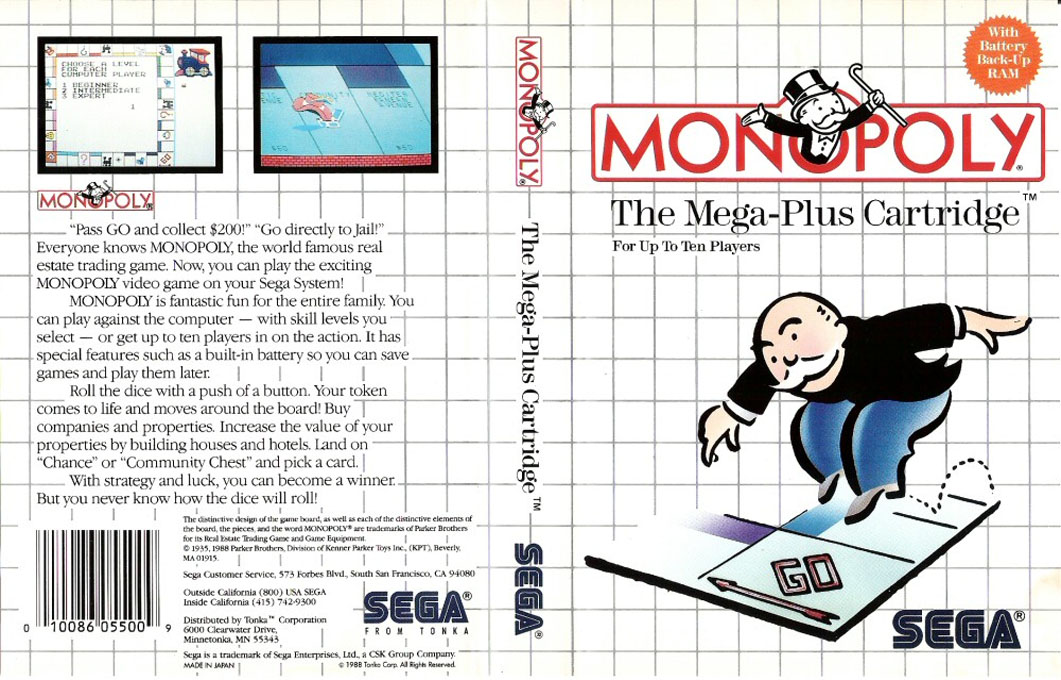 CHOOSE A LEVEL
FOR EACH
COMPUTER PLAYER
1 BEGINNER
2 INTERMEDIATE
3 EXPERT
1
MONOPOLY®
"Pass GO and collect $200!" "Go directly to Jail!"
Everyone knows MONOPOLY, the world famous real
estate trading game. Now, you can play the exciting
MONOPOLY video game on your Sega System!
MONOPOLY is fantastic fun for the entire family. You
can play against the computer — with skill levels you
select — or get up to ten players in on the action. It has
special features such as a built-in battery so you can save
games and play them later.
Roll the dice with a push of a button. Your token
comes to life and moves around the board! Buy
companies and properties. Increase the value of your
properties by building houses and hotels. Land on
"Chance" or "Community Chest" and pick a card.
With strategy and luck, you can become a winner.
But you never know how the dice will roll!
The distinctive design of the game board, as well as each of the distinctive elements of
the board, the pieces, and the word MONOPOLY® are trademarks of Parker Brothers
for its Real Estate Trading Game and Game Equipment.
© 1935, 1988 Parker Brothers, Division of Kenner Parker Toys Inc., (KPT), Beverly,
MA 01915.
Sega Customer Service, 573 Forbes Blvd., South San Francisco, CA 94080
Outside California (800) USA SEGA
Inside California (415) 742-9300
Distributed by Tonka™ Corporation
6000 Clearwater Drive,
Minnetonka, MN 55343
Sega is a trademark of Sega Enterprises, Ltd., a CSK Group Company.
MADE IN JAPAN
© 1988 Tonka Corp. All Rights Reserved.
SEGA®
FROM TONKA
0 10086 05500 9
MONOPOLY®
The Mega-Plus Cartridge™
SEGA®
With
Battery
Back-Up
RAM
MONOPOLY®
The Mega-Plus Cartridge™
For Up To Ten Players
GO
SEGA®